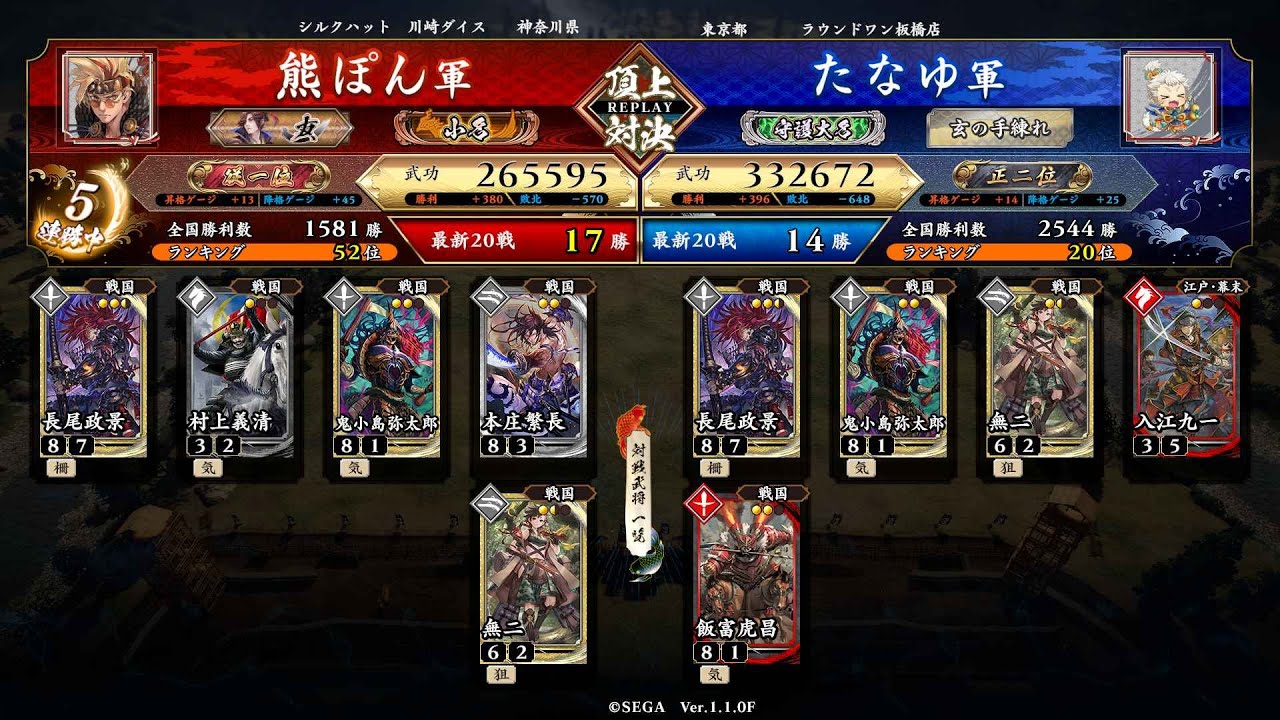 シルクハット 川崎ダイス 神奈川県
東京都 ラウンドワン板橋店
熊ぽん軍
頂上
REPLAY
対決
たなゆ軍
玄
小弓
守護大名
玄の手練れ
5
連勝中
従一位
昇格ゲージ +13 降格ゲージ +45
武功 265595
勝利 +380 敗北 -570
武功 332672
勝利 +396 敗北 -648
正二位
昇格ゲージ +14 降格ゲージ +25
全国勝利数 1581勝
ランキング 52位
最新20戦 17勝
最新20戦 14勝
全国勝利数 2544勝
ランキング 20位
戦国
長尾政景
8 7
柵
戦国
村上義清
3 2
気
戦国
鬼小島弥太郎
8 1
気
戦国
本庄繁長
8 3
戦国
無二
6 2
狙
対戦武将一覧
戦国
長尾政景
8 7
柵
戦国
鬼小島弥太郎
8 1
気
戦国
無二
6 2
狙
江戸・幕末
入江九一
3 5
戦国
飯富虎昌
8 1
気
©SEGA Ver.1.1.0F